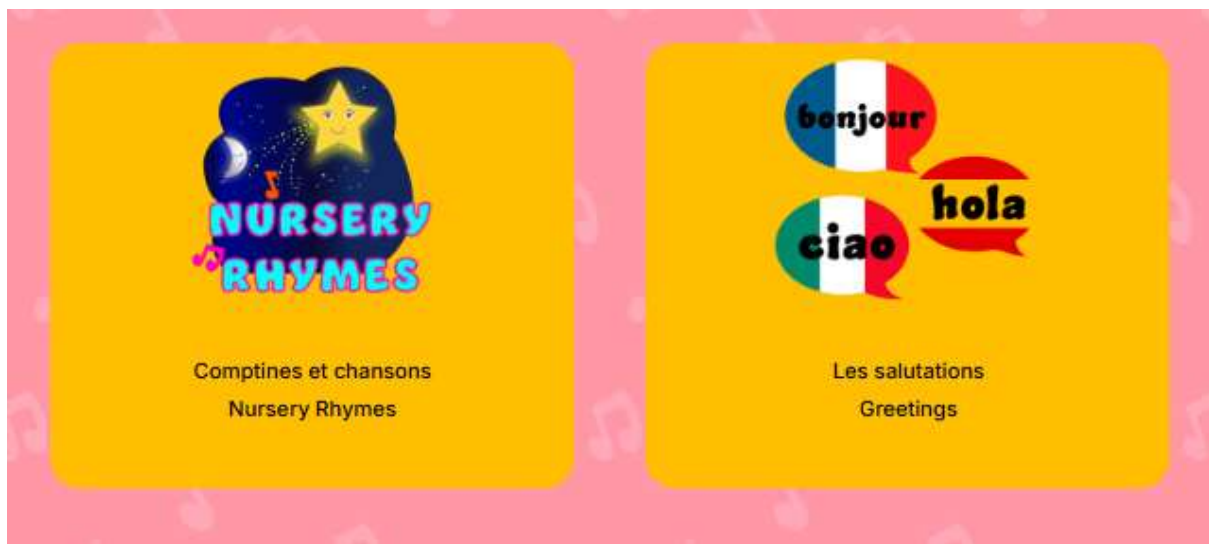 NURSERY
RHYMES
Comptines et chansons
Nursery Rhymes
bonjour
hola
ciao
Les salutations
Greetings